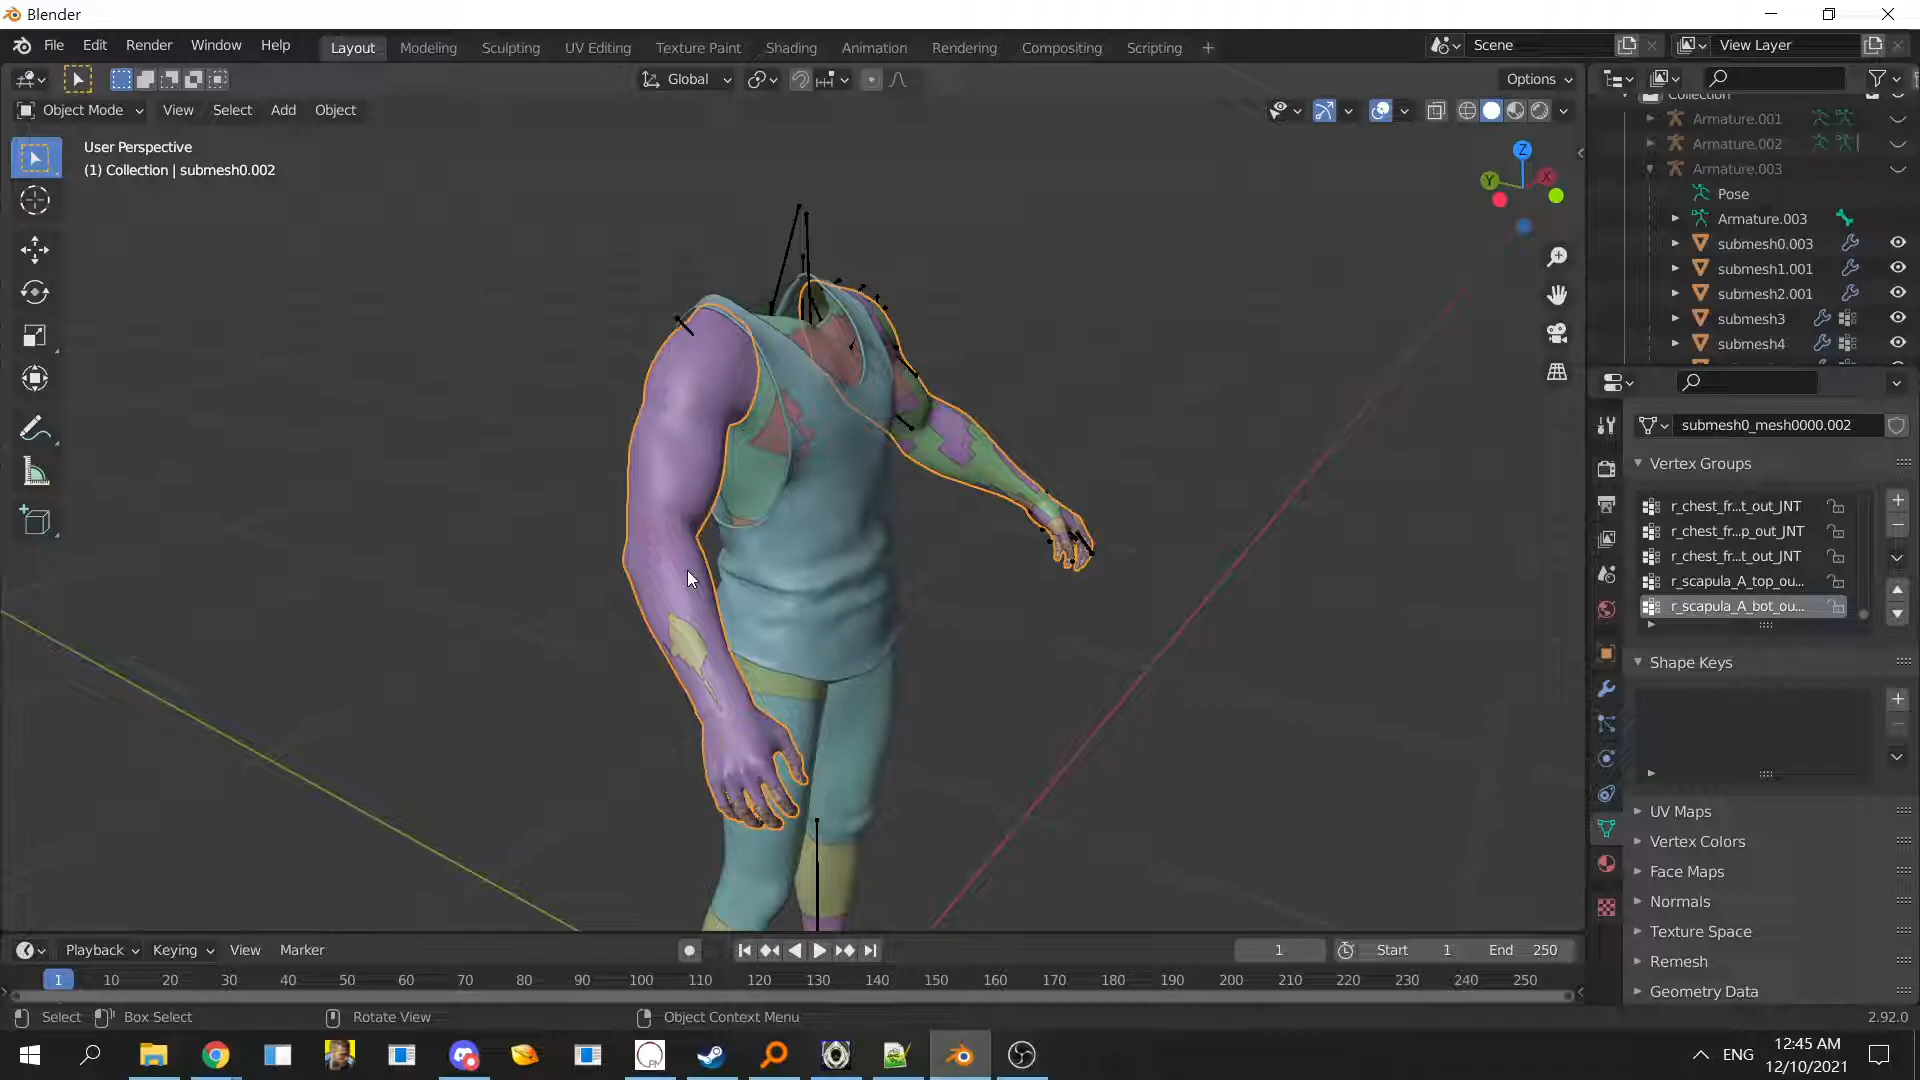 Blender
File Edit Render Window Help Layout Modeling Sculpting UV Editing Texture Paint Shading Animation Rendering Compositing Scripting + Scene View Layer
Global Options
Object Mode View Select Add Object
User Perspective
(1) Collection | submesh0.002
Z
Y
X
Collection
Armature.001
Armature.002
Armature.003
Pose
Armature.003
submesh0.003
submesh1.001
submesh2.001
submesh3
submesh4
submesh0_mesh0000.002
Vertex Groups
r_chest_fr...t_out_JNT
r_chest_fr...p_out_JNT
r_chest_fr...t_out_JNT
r_scapula_A_top_ou...
r_scapula_A_bot_ou...
Shape Keys
UV Maps
Vertex Colors
Face Maps
Normals
Texture Space
Remesh
Geometry Data
Playback Keying View Marker 1 Start 1 End 250
1 10 20 30 40 50 60 70 80 90 100 110 120 130 140 150 160 170 180 190 200 210 220 230 240 250
Select Box Select Rotate View Object Context Menu 2.92.0
ENG
12:45 AM
12/10/2021